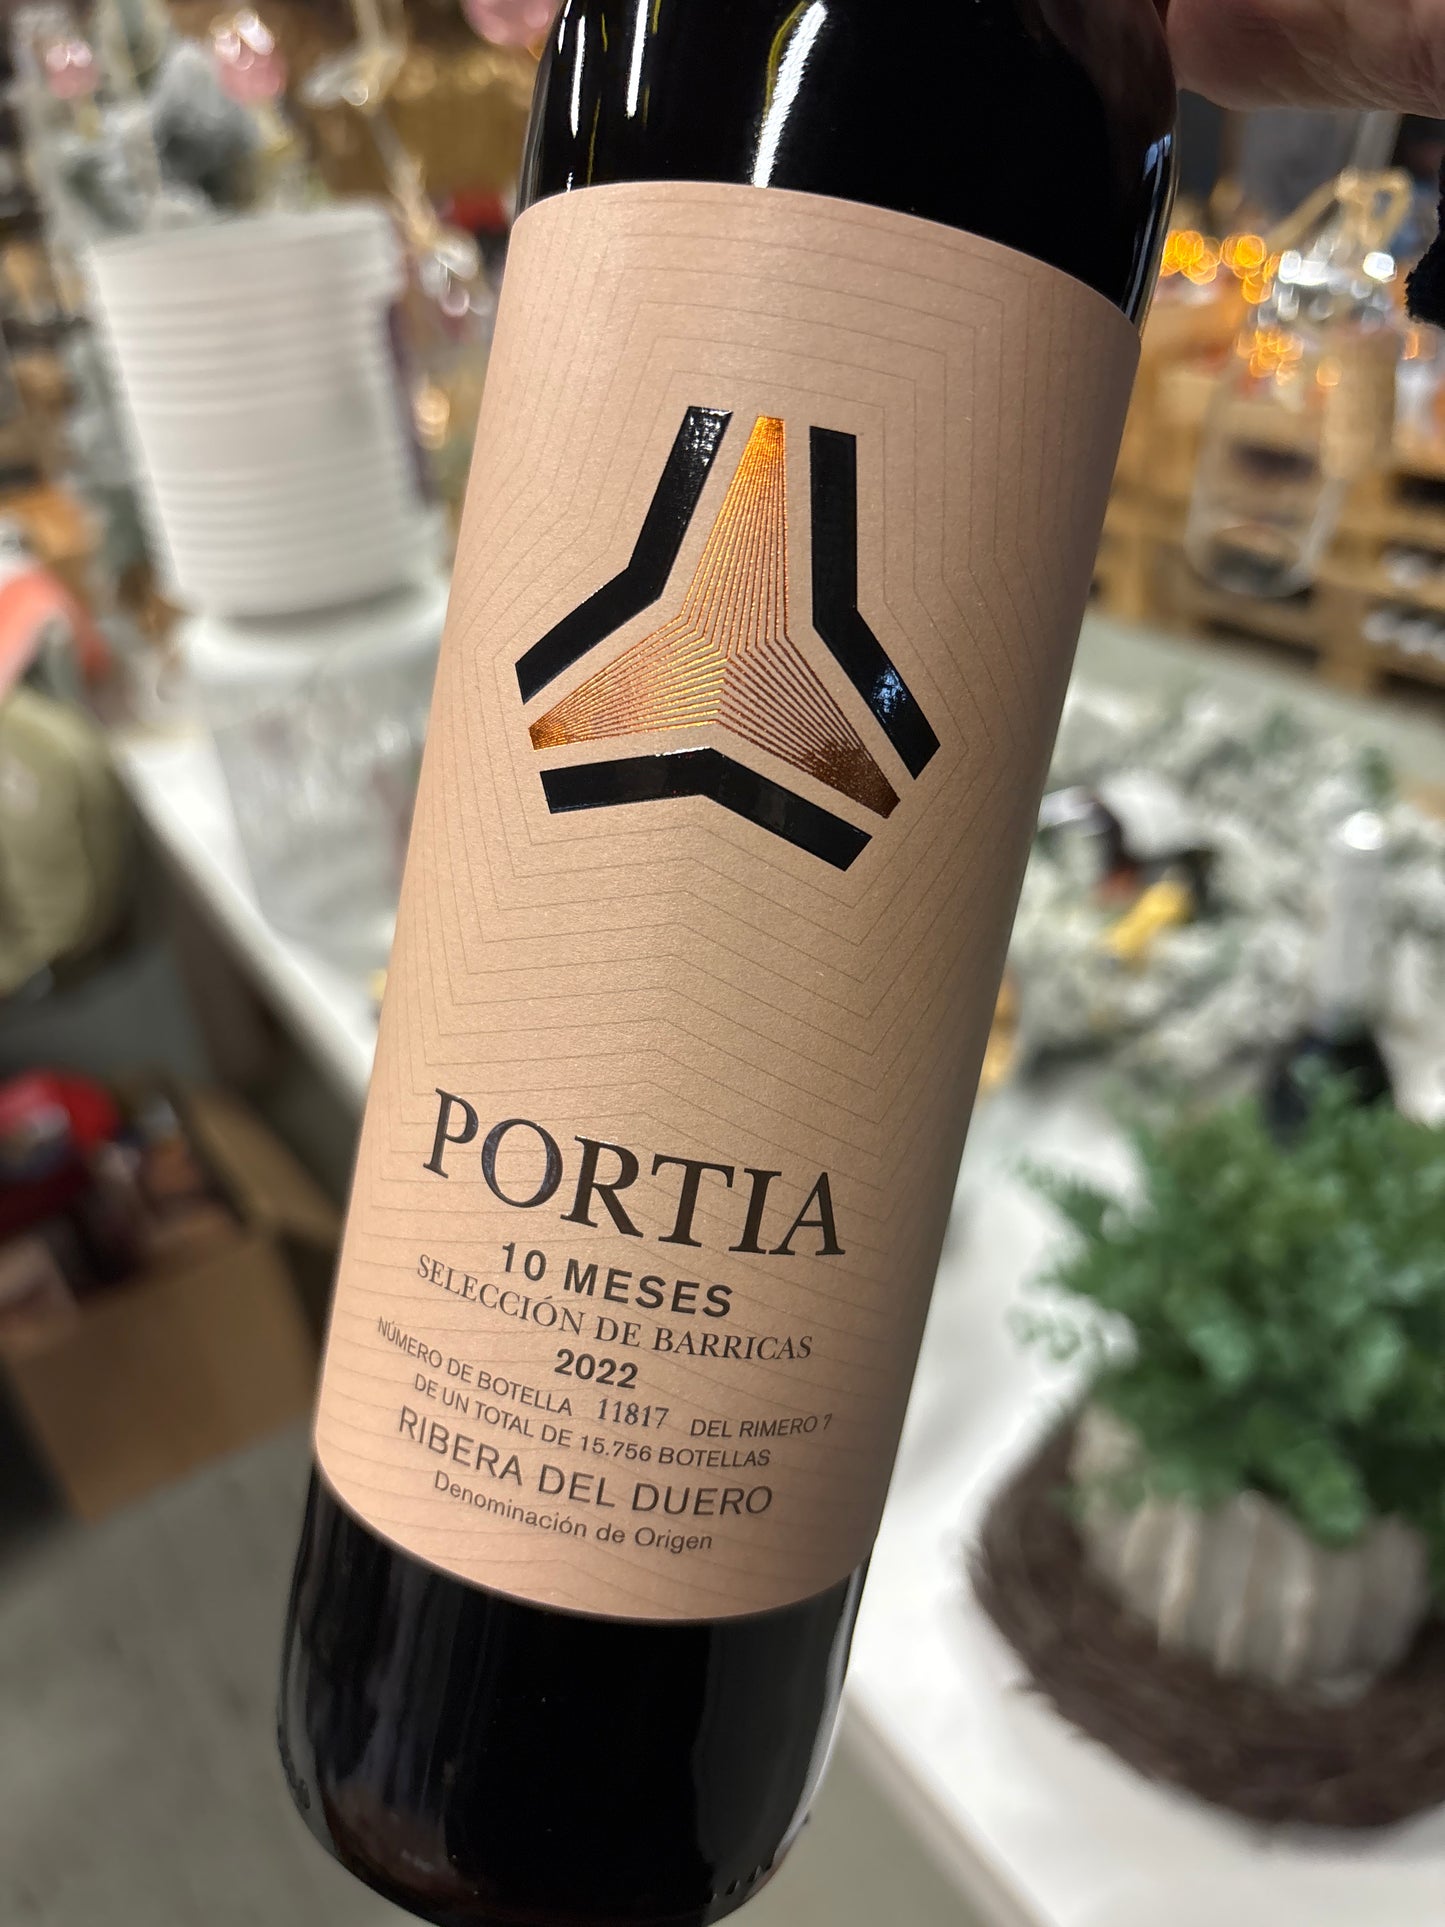 PORTIA
10 MESES
SELECCIÓN DE BARRICAS
2022
NÚMERO DE BOTELLA 11817 DEL RIMERO 7
DE UN TOTAL DE 15.756 BOTELLAS
RIBERA DEL DUERO
Denominación de Origen